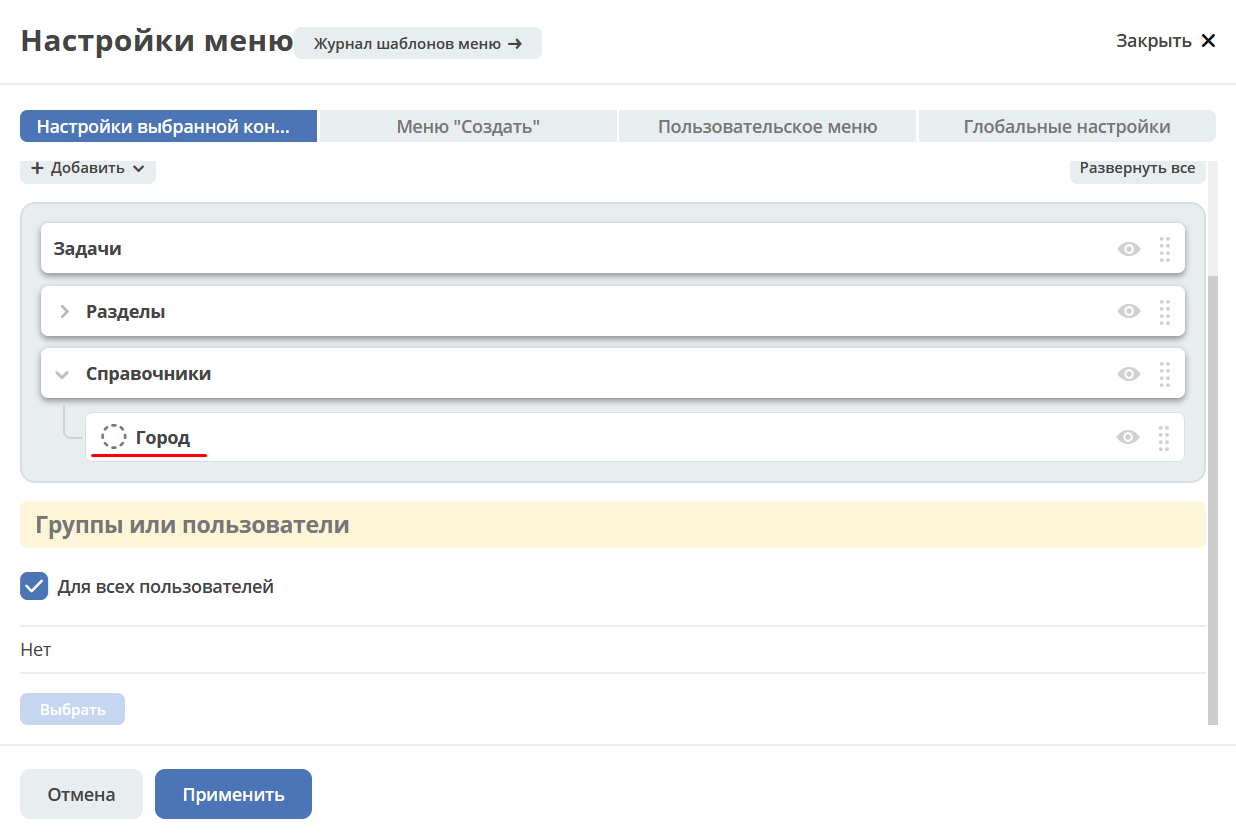 Настройки меню
Журнал шаблонов меню →
Закрыть ✕
Настройки выбранной кон...
Меню "Создать"
Пользовательское меню
Глобальные настройки
+ Добавить
Развернуть все
Задачи
Разделы
Справочники
Город
Группы или пользователи
Для всех пользователей
Нет
Выбрать
Отмена
Применить